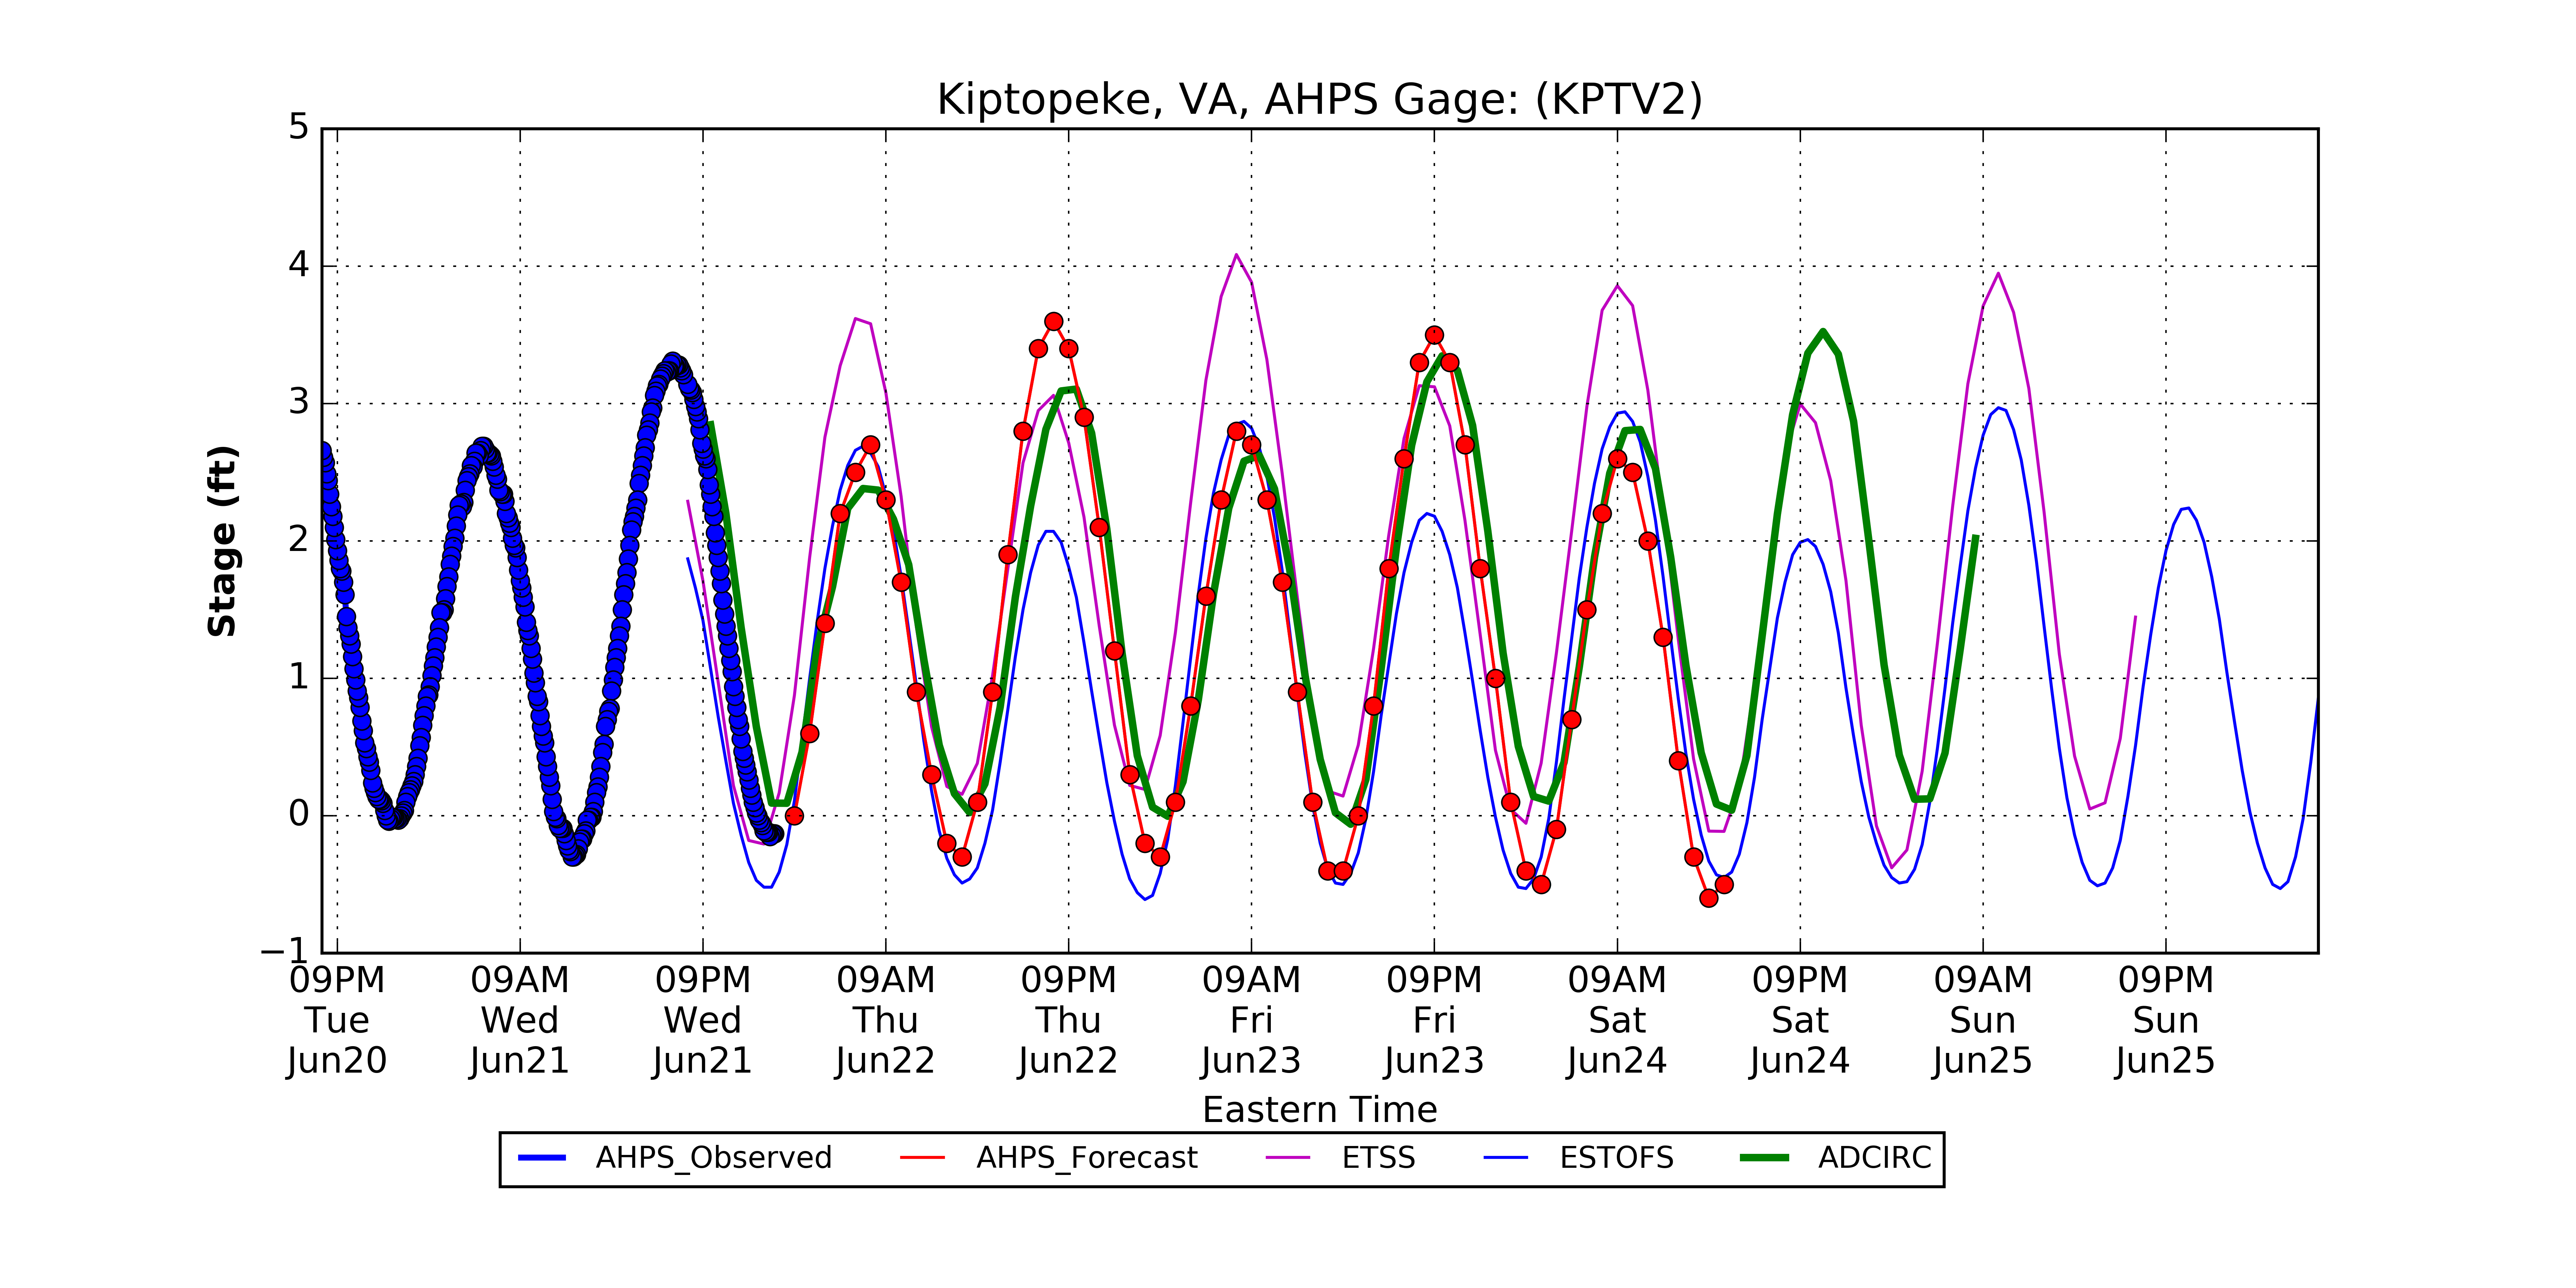 Kiptopeke, VA, AHPS Gage: (KPTV2)
5
4
3
2
1
0
−1
Stage (ft)
09PM 09AM 09PM 09AM 09PM 09AM 09PM 09AM 09PM 09AM 09PM
Tue Wed Wed Thu Thu Fri Fri Sat Sat Sun Sun
Jun20 Jun21 Jun21 Jun22 Jun22 Jun23 Jun23 Jun24 Jun24 Jun25 Jun25
Eastern Time
AHPS_Observed AHPS_Forecast ETSS ESTOFS ADCIRC